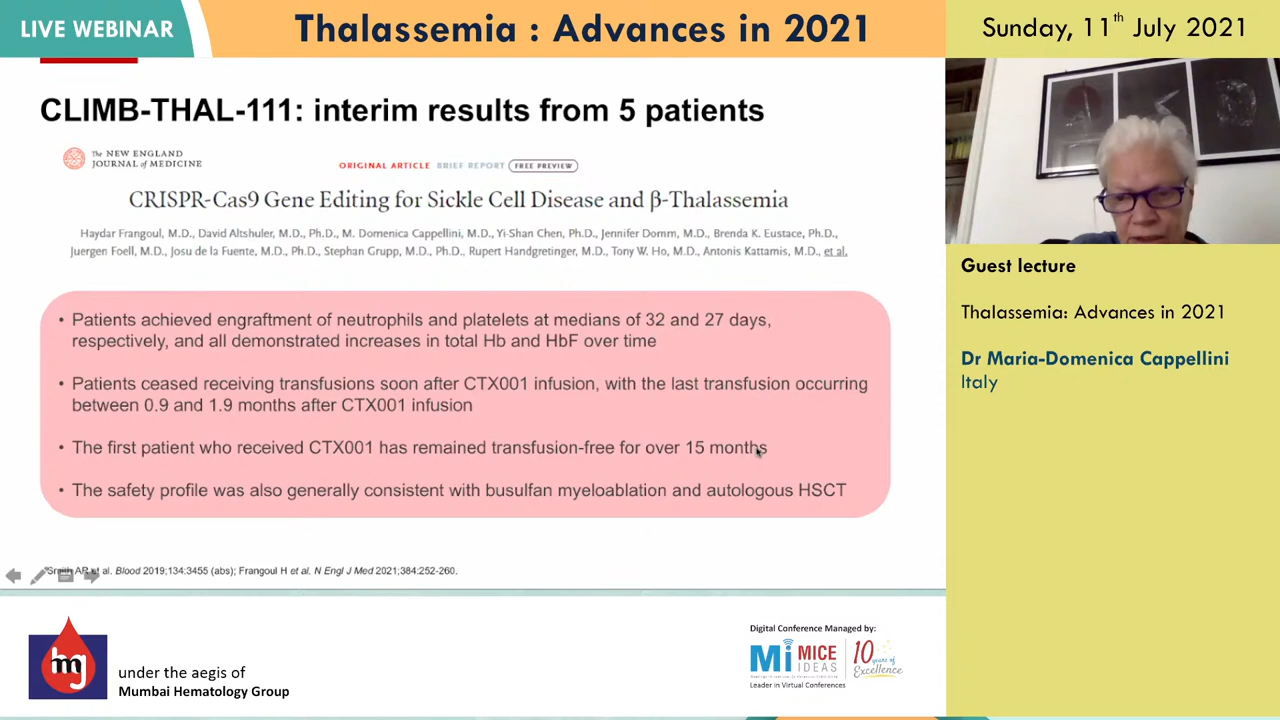 LIVE WEBINAR
Thalassemia : Advances in 2021
Sunday, 11th July 2021
CLIMB-THAL-111: interim results from 5 patients
The NEW ENGLAND
JOURNAL of MEDICINE
ORIGINAL ARTICLE BRIEF REPORT FREE PREVIEW
CRISPR-Cas9 Gene Editing for Sickle Cell Disease and β-Thalassemia
Haydar Frangoul, M.D., David Altshuler, M.D., Ph.D., M. Domenica Cappellini, M.D., Yi-Shan Chen, Ph.D., Jennifer Domm, M.D., Brenda K. Eustace, Ph.D.,
Juergen Foell, M.D., Josu de la Fuente, M.D., Ph.D., Stephan Grupp, M.D., Ph.D., Rupert Handgretinger, M.D., Tony W. Ho, M.D., Antonis Kattamis, M.D., et al.
• Patients achieved engraftment of neutrophils and platelets at medians of 32 and 27 days,
respectively, and all demonstrated increases in total Hb and HbF over time
• Patients ceased receiving transfusions soon after CTX001 infusion, with the last transfusion occurring
between 0.9 and 1.9 months after CTX001 infusion
• The first patient who received CTX001 has remained transfusion-free for over 15 months
• The safety profile was also generally consistent with busulfan myeloablation and autologous HSCT
et al. Blood 2019;134:3455 (abs); Frangoul H et al. N Engl J Med 2021;384:252-260.
Guest lecture
Thalassemia: Advances in 2021
Dr Maria-Domenica Cappellini
Italy
hmg
under the aegis of
Mumbai Hematology Group
Digital Conference Managed by:
Mi MICE
IDEAS
10 years of
Excellence
Leader in Virtual Conferences